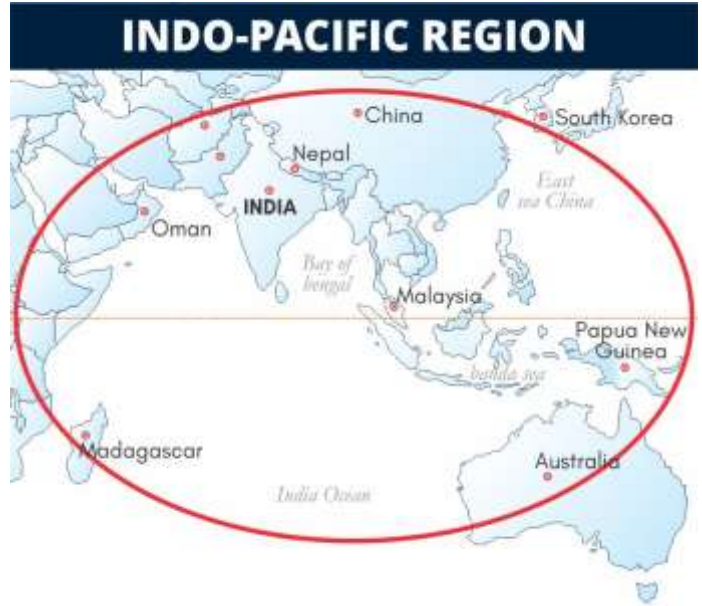 INDO-PACIFIC REGION
China
South Korea
Nepal
East
sea China
INDIA
Oman
Bay of
bengal
Malaysia
Papua New
Guinea
banda sea
Madagascar
Australia
India Ocean